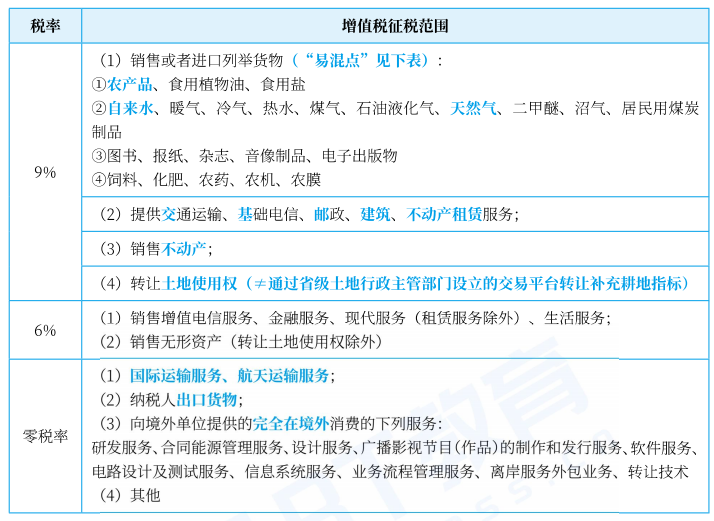 税率
增值税征税范围
9%
（1）销售或者进口列举货物（“易混点”见下表）：
①农产品、食用植物油、食用盐
②自来水、暖气、冷气、热水、煤气、石油液化气、天然气、二甲醚、沼气、居民用煤炭
制品
③图书、报纸、杂志、音像制品、电子出版物
④饲料、化肥、农药、农机、农膜
（2）提供交通运输、基础电信、邮政、建筑、不动产租赁服务；
（3）销售不动产；
（4）转让土地使用权（≠通过省级土地行政主管部门设立的交易平台转让补充耕地指标）
6%
（1）销售增值电信服务、金融服务、现代服务（租赁服务除外）、生活服务；
（2）销售无形资产（转让土地使用权除外）
零税率
（1）国际运输服务、航天运输服务；
（2）纳税人出口货物；
（3）向境外单位提供的完全在境外消费的下列服务：
研发服务、合同能源管理服务、设计服务、广播影视节目（作品）的制作和发行服务、软件服务、
电路设计及测试服务、信息系统服务、业务流程管理服务、离岸服务外包业务、转让技术
（4）其他